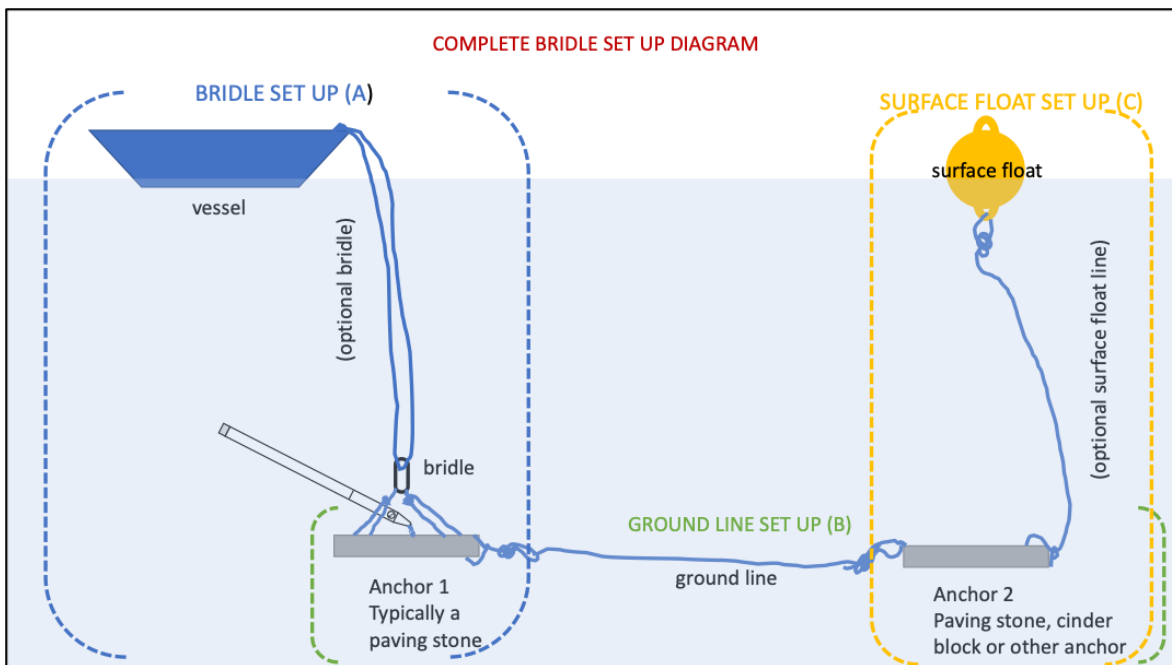 COMPLETE BRIDLE SET UP DIAGRAM
BRIDLE SET UP (A)
SURFACE FLOAT SET UP (C)
surface float
vessel
(optional bridle)
(optional surface float line)
bridle
GROUND LINE SET UP (B)
ground line
Anchor 1
Typically a
paving stone
Anchor 2
Paving stone, cinder
block or other anchor